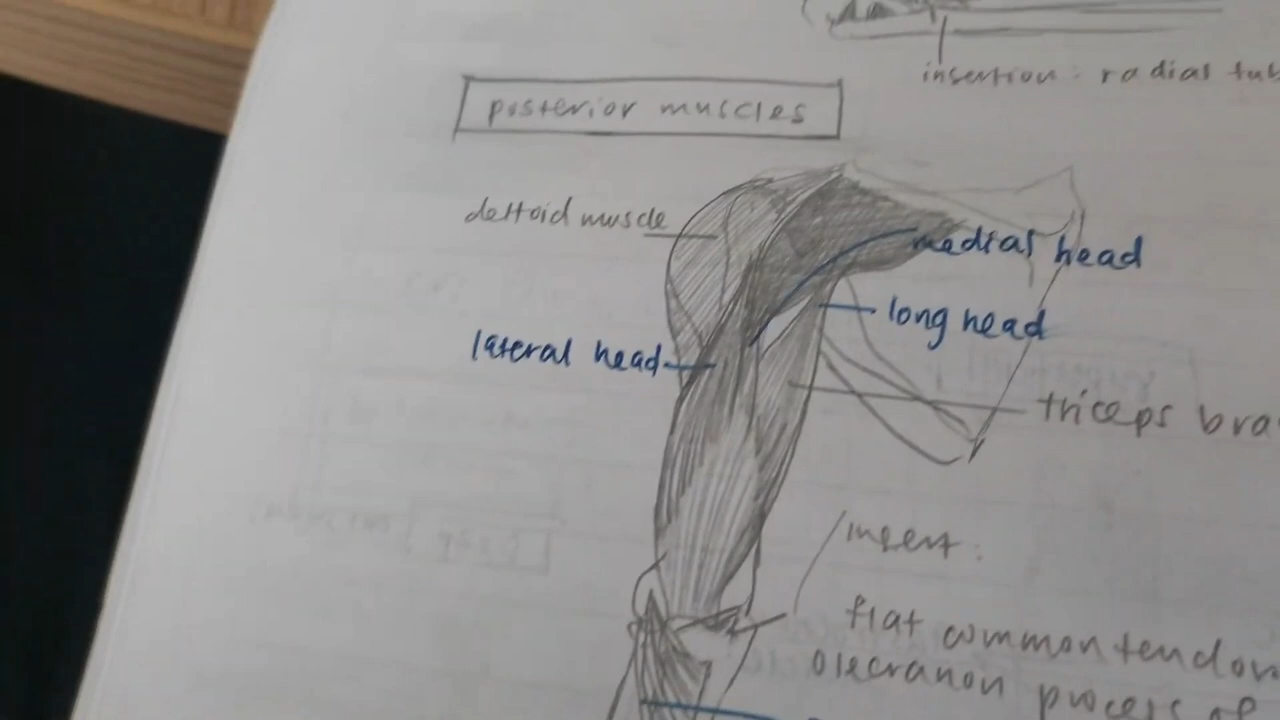 insertion: radial tub
posterior muscles
deltoid muscle
medial head
long head
lateral head
triceps bra
insert:
flat common tendon
olecranon process of